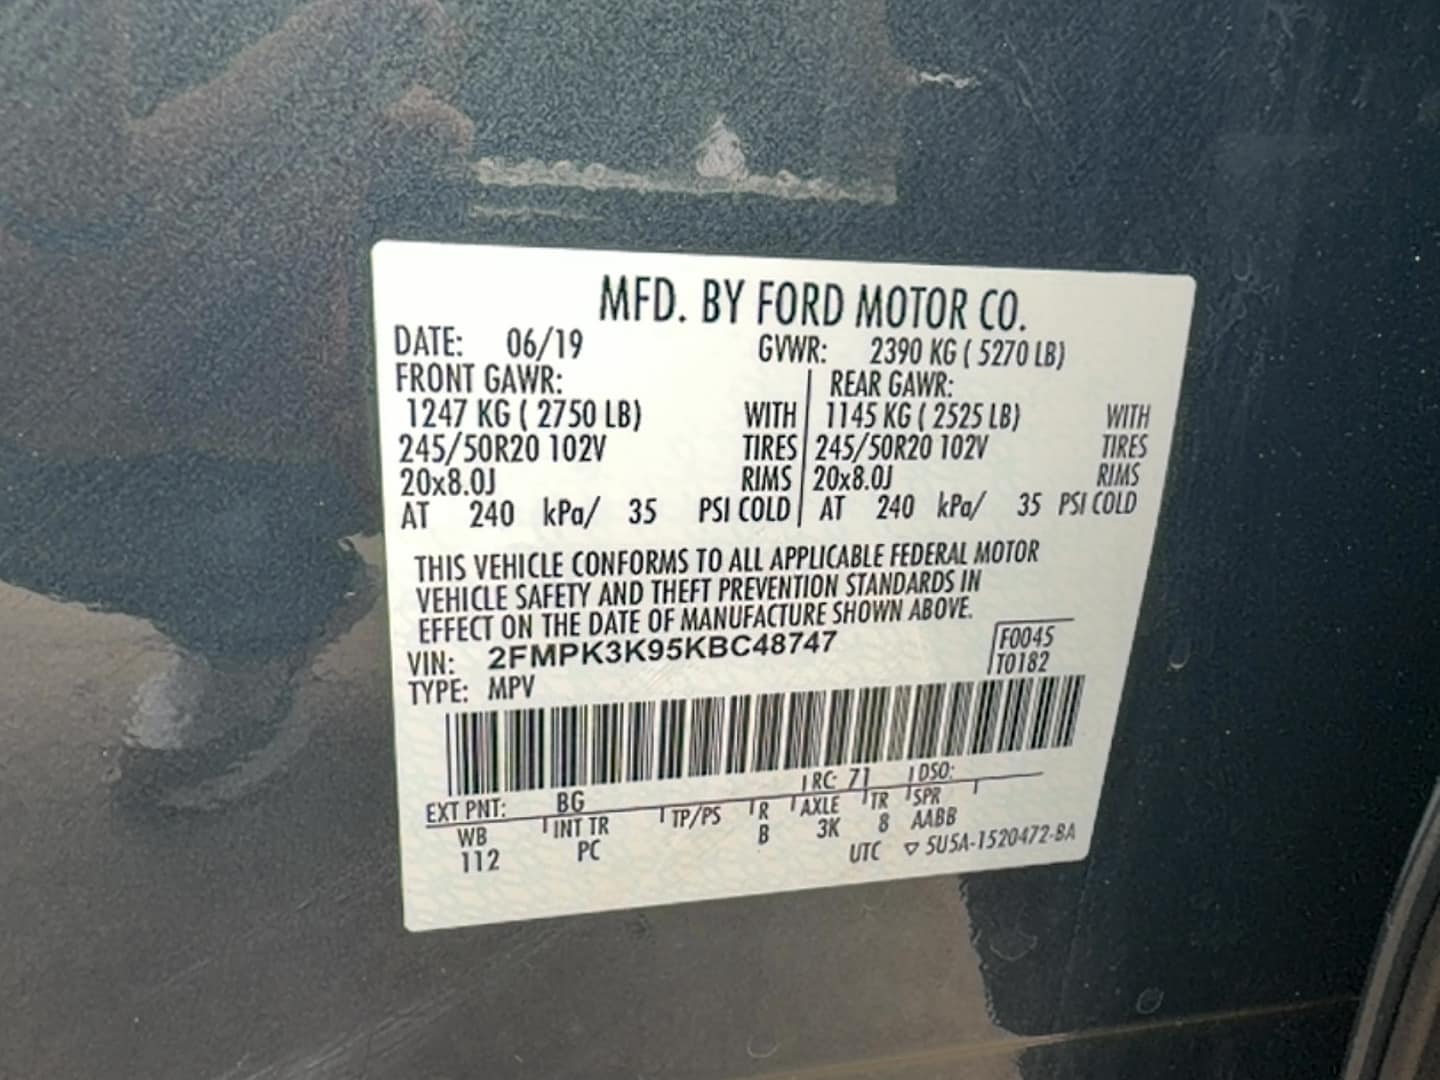 MFD. BY FORD MOTOR CO.
DATE: 06/19 GVWR: 2390 KG ( 5270 LB)
FRONT GAWR: REAR GAWR:
1247 KG ( 2750 LB) WITH 1145 KG ( 2525 LB) WITH
245/50R20 102V TIRES 245/50R20 102V TIRES
20x8.0J RIMS 20x8.0J RIMS
AT 240 kPa/ 35 PSI COLD AT 240 kPa/ 35 PSI COLD
THIS VEHICLE CONFORMS TO ALL APPLICABLE FEDERAL MOTOR
VEHICLE SAFETY AND THEFT PREVENTION STANDARDS IN
EFFECT ON THE DATE OF MANUFACTURE SHOWN ABOVE.
VIN: 2FMPK3K95KBC48747 F0045
TYPE: MPV T0182
EXT PNT: BG RC: 71 DSO:
WB INT TR TP/PS R AXLE TR SPR
112 PC B 3K 8 AABB
UTC ▽ 5U5A-1520472-BA